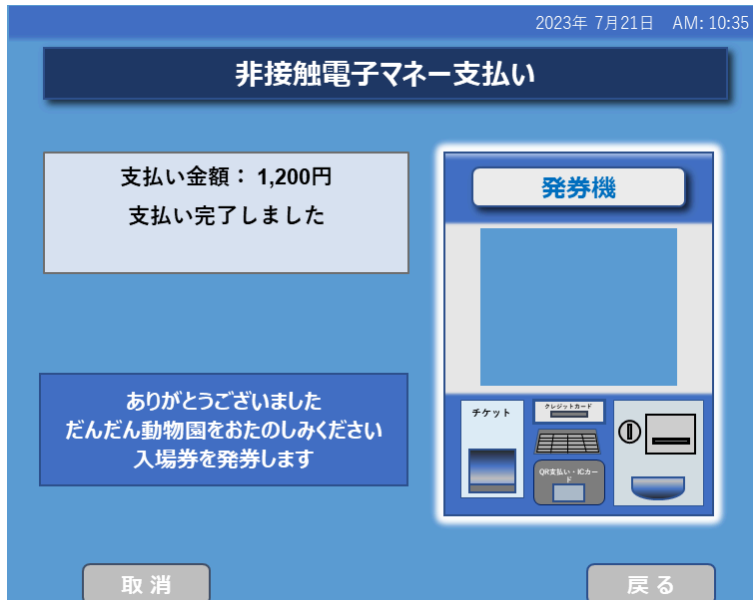 2023年 7月21日 AM: 10:35
非接触電子マネー支払い
支払い金額： 1,200円
支払い完了しました
ありがとうございました
だんだん動物園をおたのしみください
入場券を発券します
発券機
チケット
クレジットカード
QR支払い・ICカー
ド
取 消
戻 る